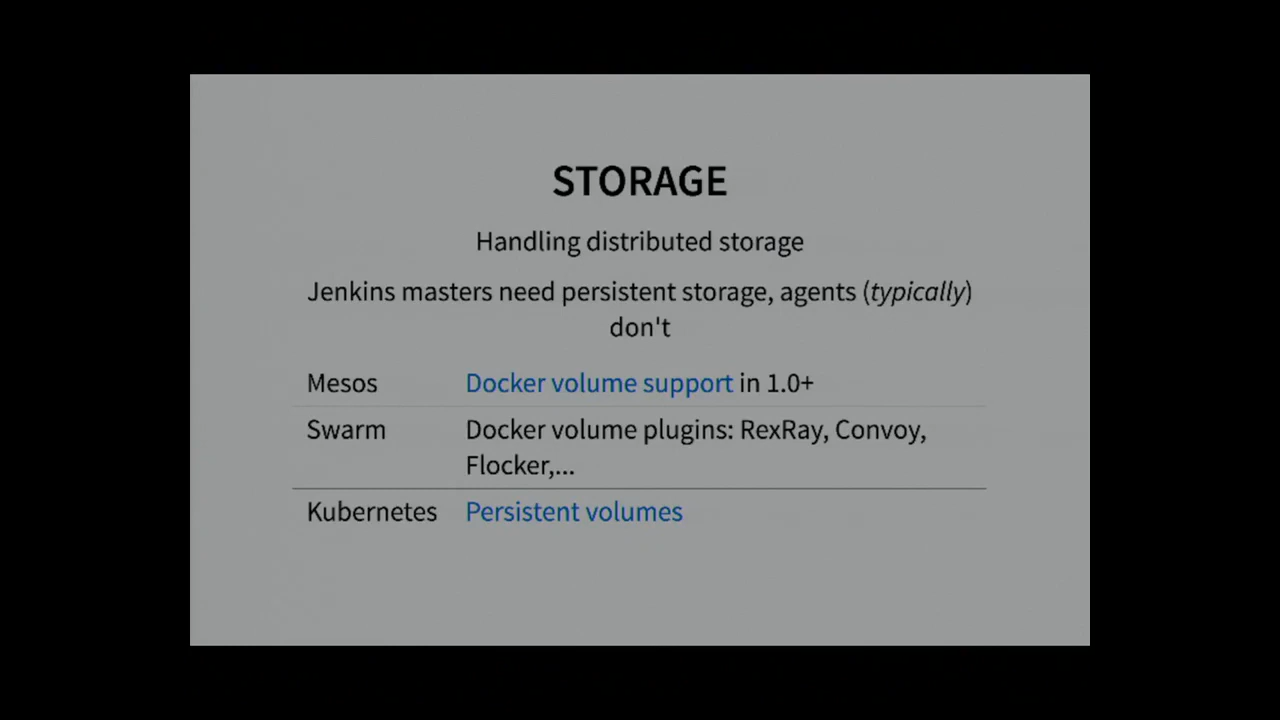 STORAGE
Handling distributed storage
Jenkins masters need persistent storage, agents (typically)
don't
Mesos Docker volume support in 1.0+
Swarm Docker volume plugins: RexRay, Convoy,
Flocker,...
Kubernetes Persistent volumes